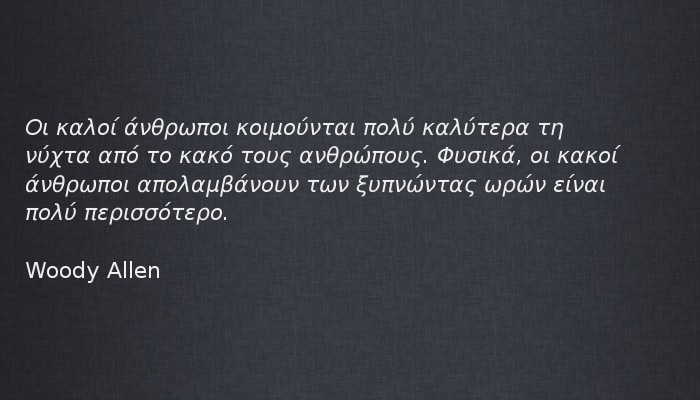 Οι καλοί άνθρωποι κοιμούνται πολύ καλύτερα τη
νύχτα από το κακό τους ανθρώπους. Φυσικά, οι κακοί
άνθρωποι απολαμβάνουν των ξυπνώντας ωρών είναι
πολύ περισσότερο.
Woody Allen